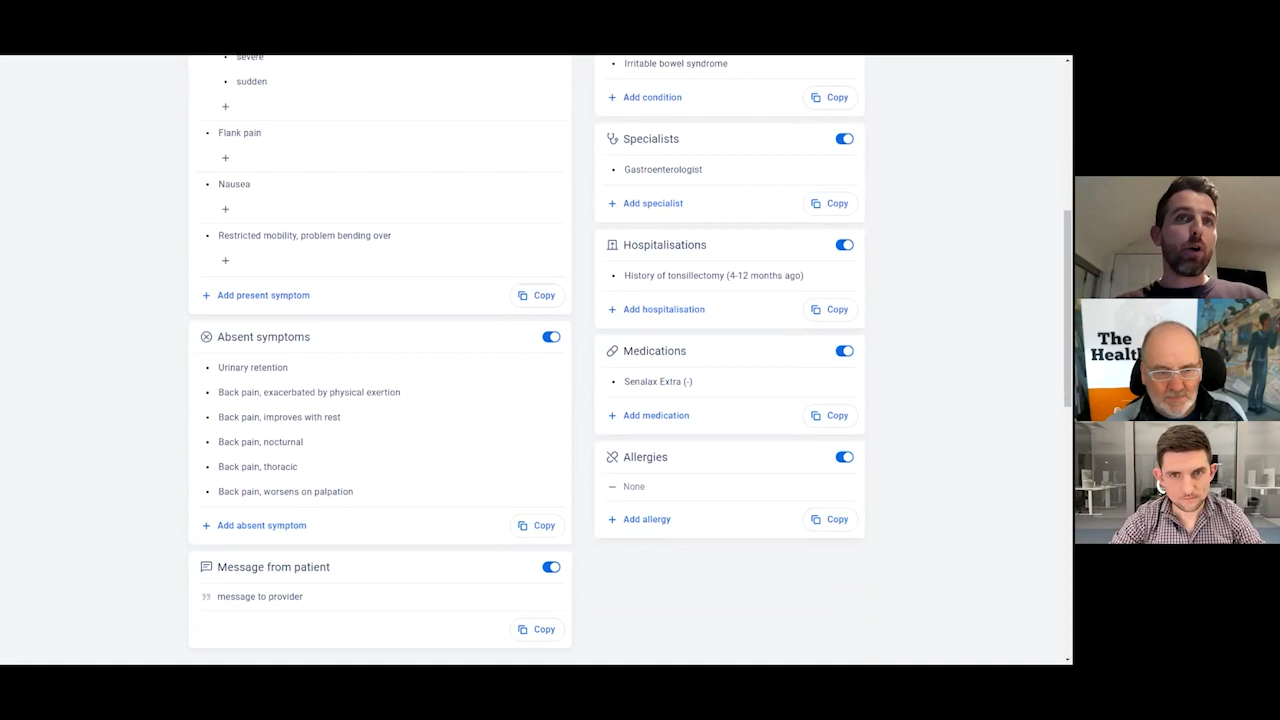 severe
sudden
Flank pain
Nausea
Restricted mobility, problem bending over
Add present symptom
Copy
Absent symptoms
Urinary retention
Back pain, exacerbated by physical exertion
Back pain, improves with rest
Back pain, nocturnal
Back pain, thoracic
Back pain, worsens on palpation
Add absent symptom
Copy
Message from patient
message to provider
Copy
Irritable bowel syndrome
Add condition
Copy
Specialists
Gastroenterologist
Add specialist
Copy
Hospitalisations
History of tonsillectomy (4-12 months ago)
Add hospitalisation
Copy
Medications
Senalax Extra (-)
Add medication
Copy
Allergies
None
Add allergy
Copy
The
Health